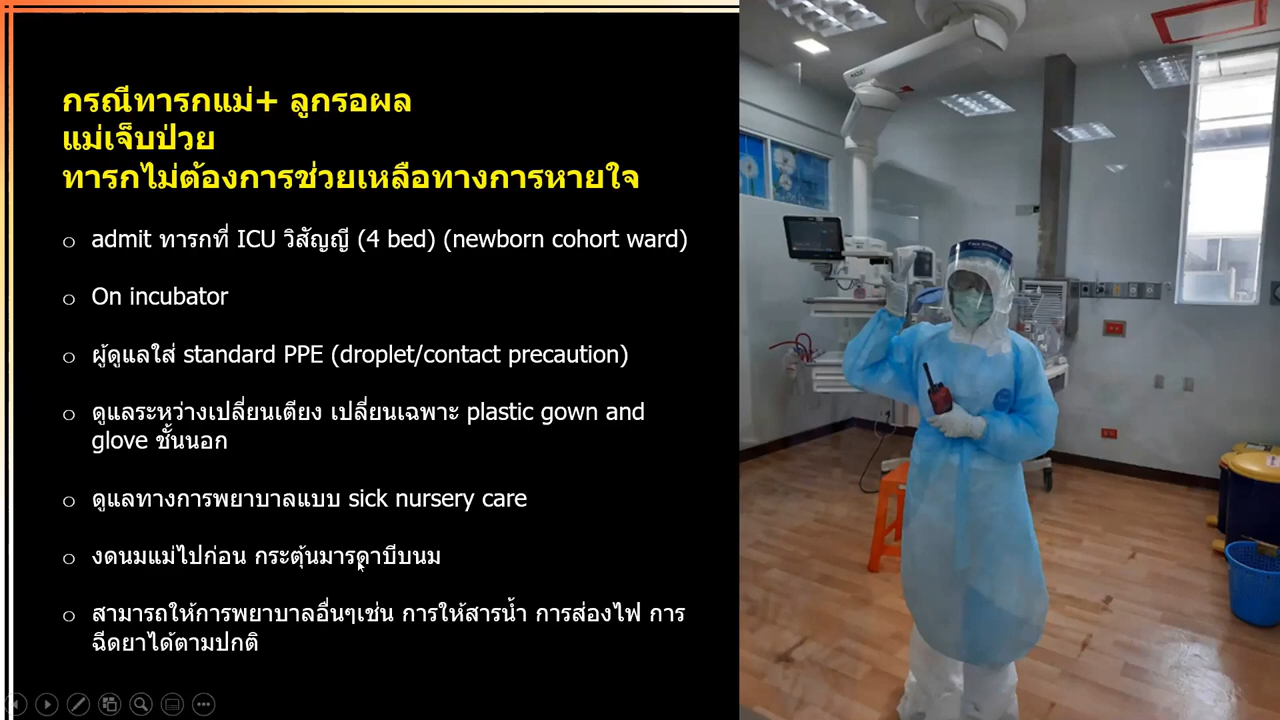 กรณีทารกแม่+ ลูกรอผล
แม่เจ็บป่วย
ทารกไม่ต้องการช่วยเหลือทางการหายใจ
admit ทารกที่ ICU วิสัญญี (4 bed) (newborn cohort ward)
On incubator
ผู้ดูแลใส่ standard PPE (droplet/contact precaution)
ดูแลระหว่างเปลี่ยนเตียง เปลี่ยนเฉพาะ plastic gown and
glove ชั้นนอก
ดูแลทางการพยาบาลแบบ sick nursery care
งดนมแม่ไปก่อน กระตุ้นมารดาบีบนม
สามารถให้การพยาบาลอื่นๆเช่น การให้สารน้ำ การส่องไฟ การ
ฉีดยาได้ตามปกติ